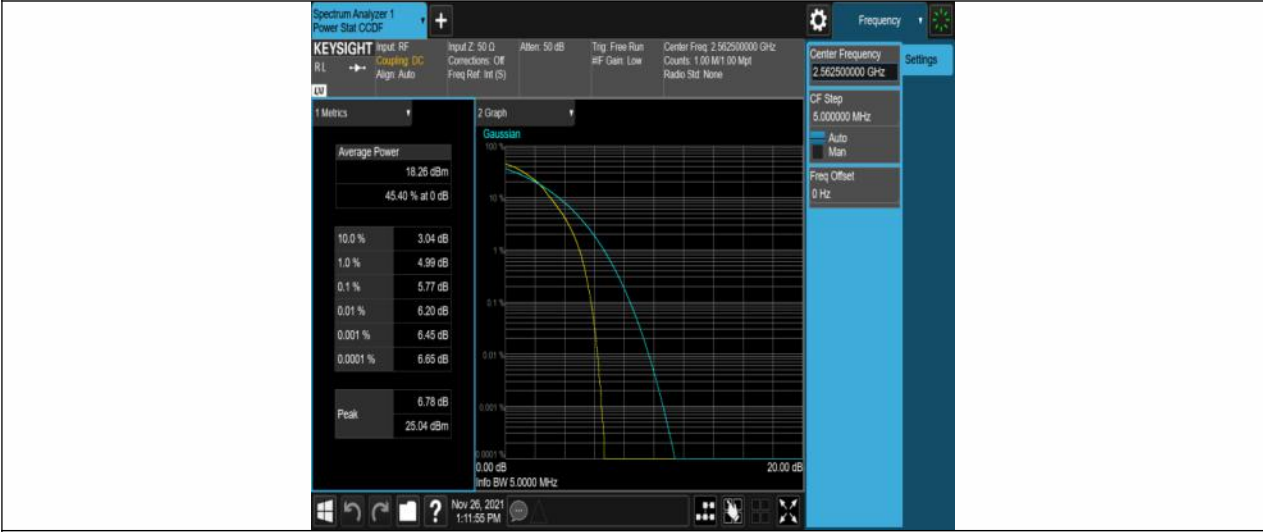 Spectrum Analyzer 1
Power Stat CCDF
Frequency
KEYSIGHT
Input: RF
Coupling: DC
Align: Auto
Input Z: 50 Ω
Corrections: Off
Freq Ref: Int (S)
Atten: 50 dB
Trig: Free Run
#IF Gain: Low
Center Freq: 2.562500000 GHz
Counts: 1.00 M/1.00 Mpt
Radio Std: None
RL
Center Frequency
2.562500000 GHz
Settings
CF Step
5.000000 MHz
Auto
Man
Freq Offset
0 Hz
1 Metrics
Average Power
18.26 dBm
45.40 % at 0 dB
10.0 % 3.04 dB
1.0 % 4.99 dB
0.1 % 5.77 dB
0.01 % 6.20 dB
0.001 % 6.45 dB
0.0001 % 6.65 dB
Peak
6.78 dB
25.04 dBm
2 Graph
Gaussian
100 %
10 %
1 %
0.1 %
0.01 %
0.001 %
0.0001 %
0.00 dB
20.00 dB
Info BW 5.0000 MHz
?
Nov 26, 2021
1:11:55 PM